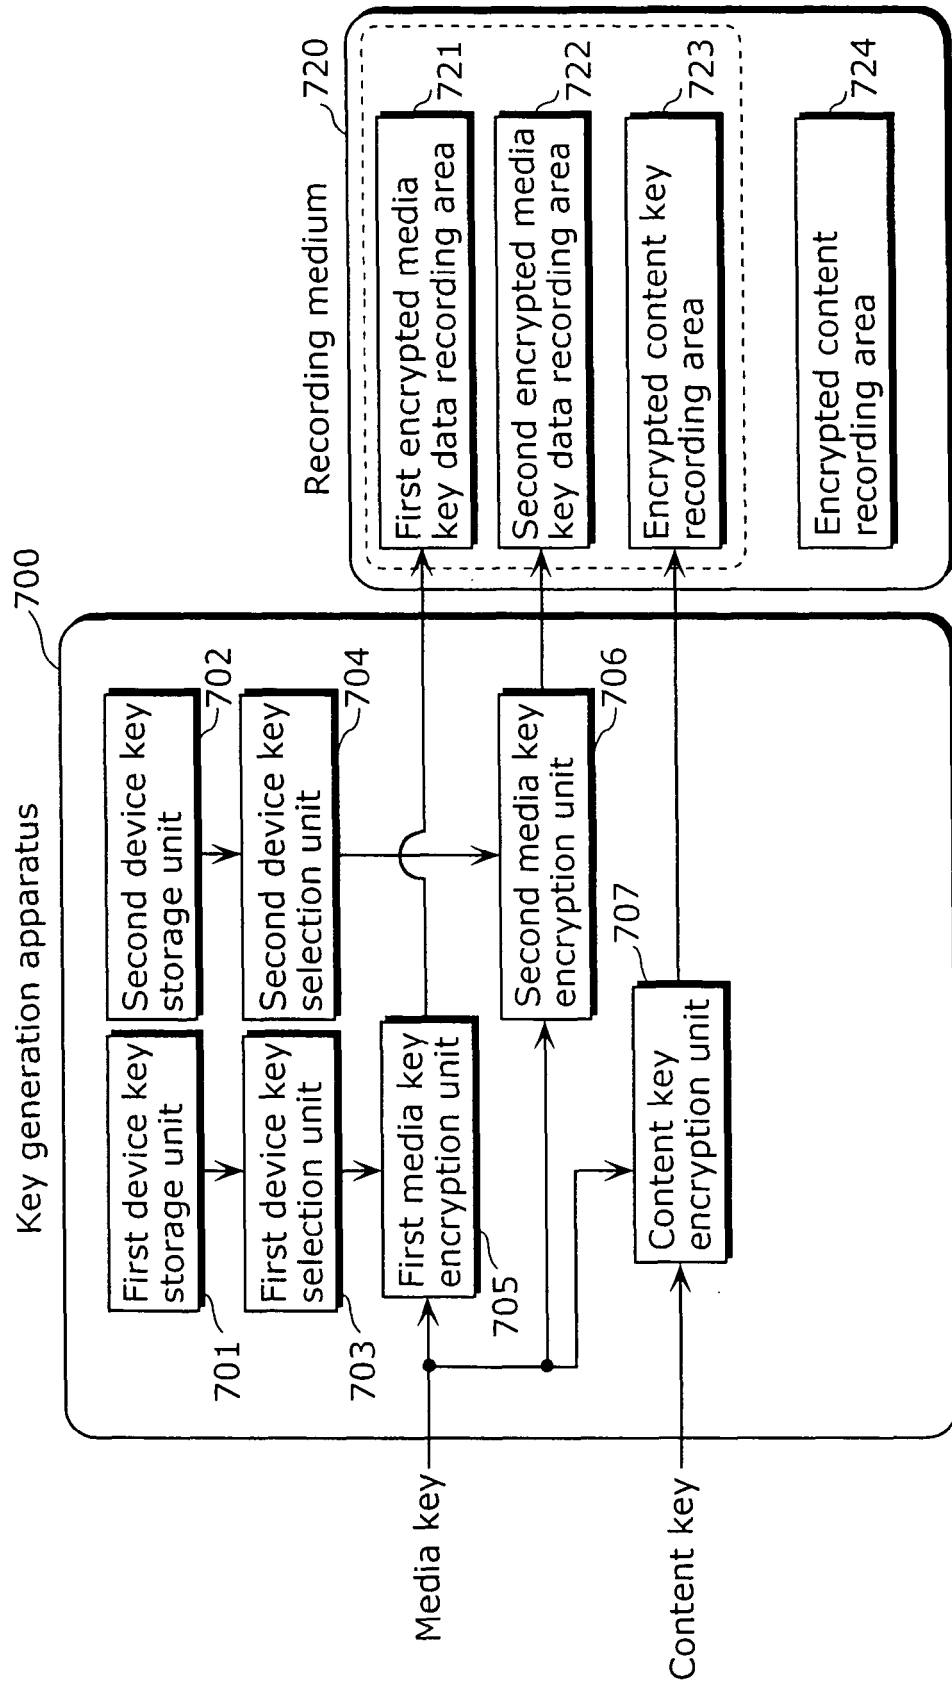 Key generation apparatus
700
First device key
storage unit
701
Second device key
storage unit
702
First device key
selection unit
703
Second device key
selection unit
704
First media key
encryption unit
705
Second media key
encryption unit
706
Content key
encryption unit
707
Media key
Content key
Recording medium
720
First encrypted media
key data recording area
721
Second encrypted media
key data recording area
722
Encrypted content key
recording area
723
Encrypted content
recording area
724